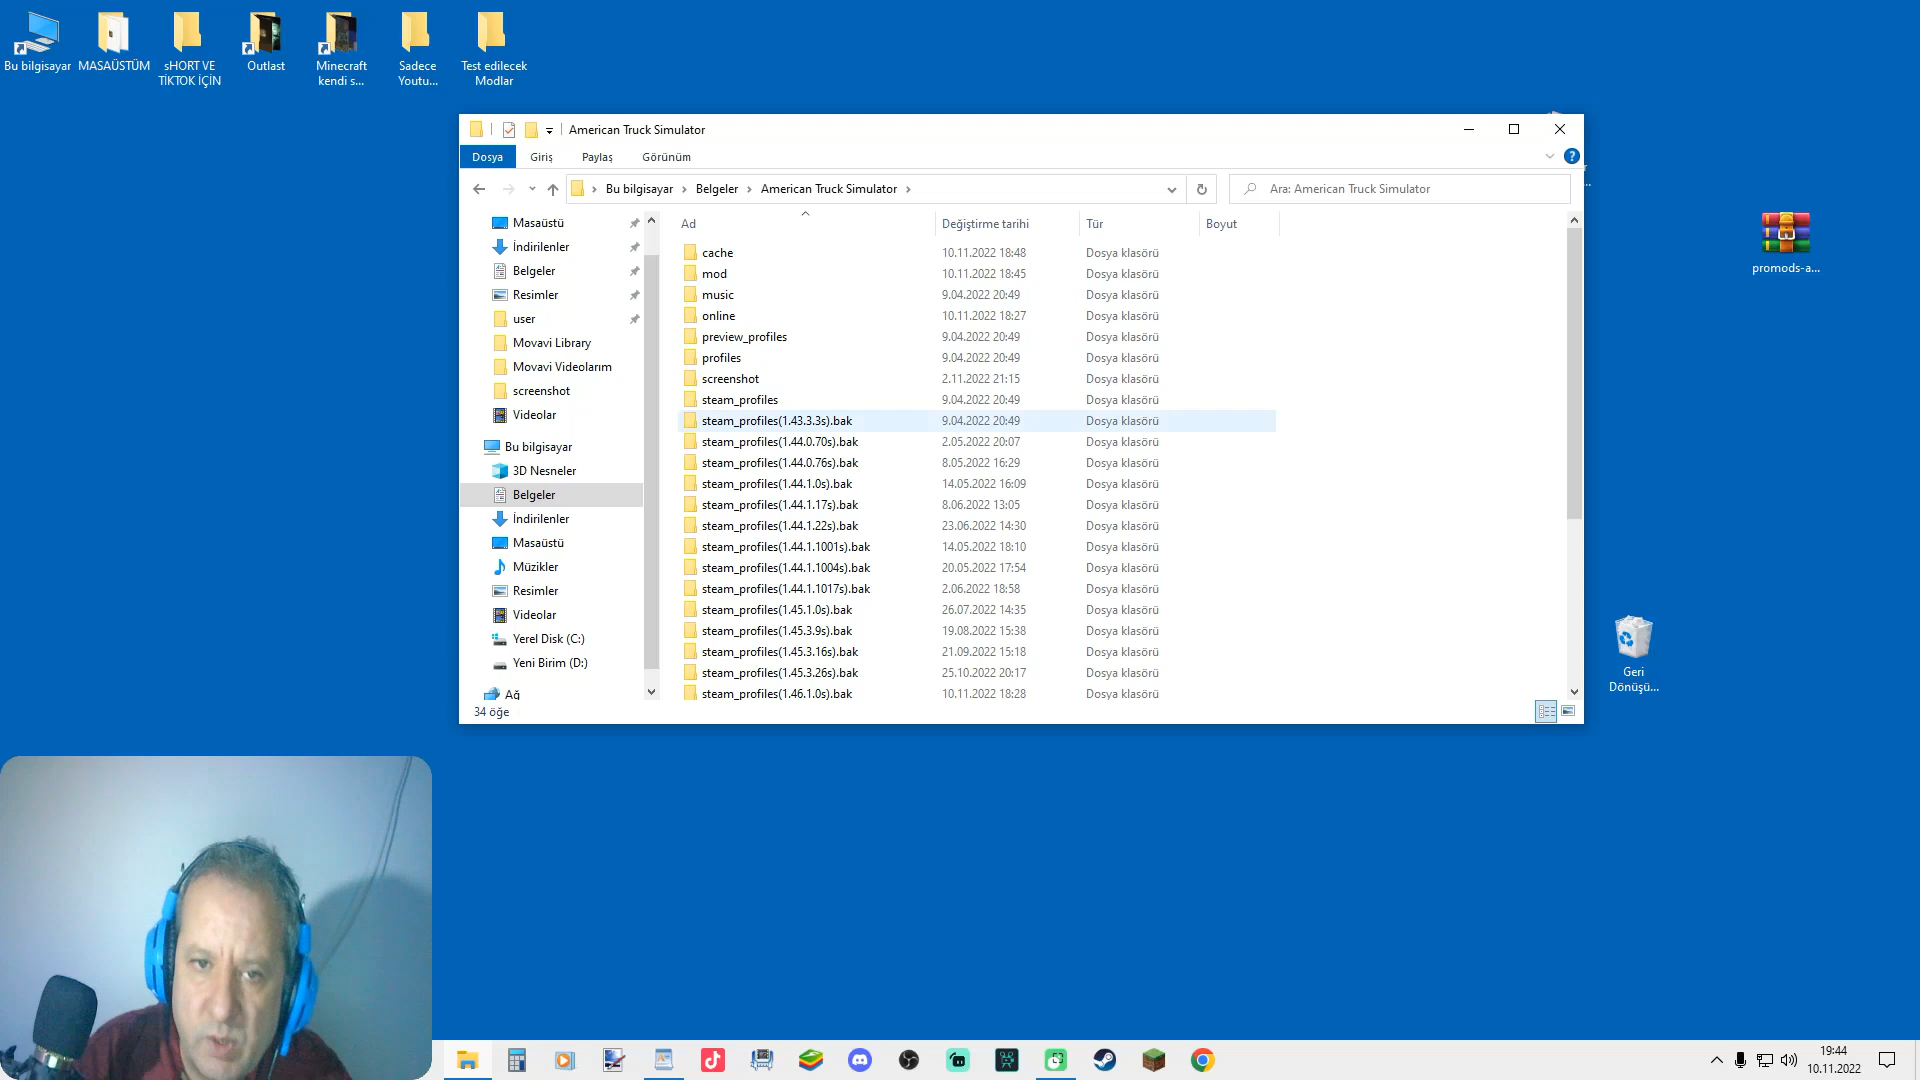 Bu bilgisayar
MASAÜSTÜM
sHORT VE
TİKTOK İÇİN
Outlast
Minecraft
kendi s...
Sadece
Youtu...
Test edilecek
Modlar
American Truck Simulator
Dosya
Giriş
Paylaş
Görünüm
Bu bilgisayar
Belgeler
American Truck Simulator
Ara: American Truck Simulator
Masaüstü
İndirilenler
Belgeler
Resimler
user
Movavi Library
Movavi Videolarım
screenshot
Videolar
Bu bilgisayar
3D Nesneler
Belgeler
İndirilenler
Masaüstü
Müzikler
Resimler
Videolar
Yerel Disk (C:)
Yeni Birim (D:)
Ağ
Ad Değiştirme tarihi Tür Boyut
cache 10.11.2022 18:48 Dosya klasörü
mod 10.11.2022 18:45 Dosya klasörü
music 9.04.2022 20:49 Dosya klasörü
online 10.11.2022 18:27 Dosya klasörü
preview_profiles 9.04.2022 20:49 Dosya klasörü
profiles 9.04.2022 20:49 Dosya klasörü
screenshot 2.11.2022 21:15 Dosya klasörü
steam_profiles 9.04.2022 20:49 Dosya klasörü
steam_profiles(1.43.3.3s).bak 9.04.2022 20:49 Dosya klasörü
steam_profiles(1.44.0.70s).bak 2.05.2022 20:07 Dosya klasörü
steam_profiles(1.44.0.76s).bak 8.05.2022 16:29 Dosya klasörü
steam_profiles(1.44.1.0s).bak 14.05.2022 16:09 Dosya klasörü
steam_profiles(1.44.1.17s).bak 8.06.2022 13:05 Dosya klasörü
steam_profiles(1.44.1.22s).bak 23.06.2022 14:30 Dosya klasörü
steam_profiles(1.44.1.1001s).bak 14.05.2022 18:10 Dosya klasörü
steam_profiles(1.44.1.1004s).bak 20.05.2022 17:54 Dosya klasörü
steam_profiles(1.44.1.1017s).bak 2.06.2022 18:58 Dosya klasörü
steam_profiles(1.45.1.0s).bak 26.07.2022 14:35 Dosya klasörü
steam_profiles(1.45.3.9s).bak 19.08.2022 15:38 Dosya klasörü
steam_profiles(1.45.3.16s).bak 21.09.2022 15:18 Dosya klasörü
steam_profiles(1.45.3.26s).bak 25.10.2022 20:17 Dosya klasörü
steam_profiles(1.46.1.0s).bak 10.11.2022 18:28 Dosya klasörü
34 öğe
promods-a...
Geri
Dönüşü...
19:44
10.11.2022